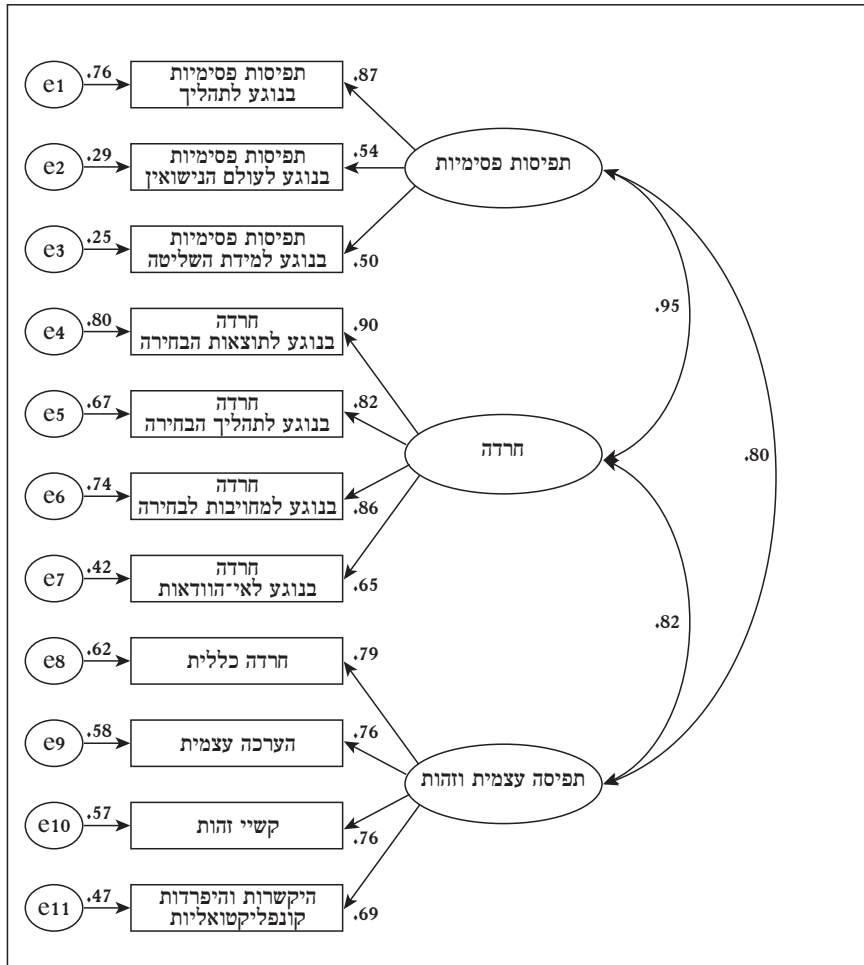 e1
.76
תפיסות פסימיות
בנוגע לתהליך
.87
e2
.29
תפיסות פסימיות
בנוגע לעולם הנישואין
.54
תפיסות פסימיות
e3
.25
תפיסות פסימיות
בנוגע למידת השליטה
.50
.95
e4
.80
חרדה
בנוגע לתוצאות הבחירה
.90
e5
.67
חרדה
בנוגע לתהליך הבחירה
.82
חרדה
.80
e6
.74
חרדה
בנוגע למחויבות לבחירה
.86
e7
.42
חרדה
בנוגע לאי־הוודאות
.65
.82
e8
.62
חרדה כללית
.79
e9
.58
הערכה עצמית
.76
תפיסה עצמית וזהות
e10
.57
קשיי זהות
.76
e11
.47
היקשרות והיפרדות
קונפליקטואליות
.69